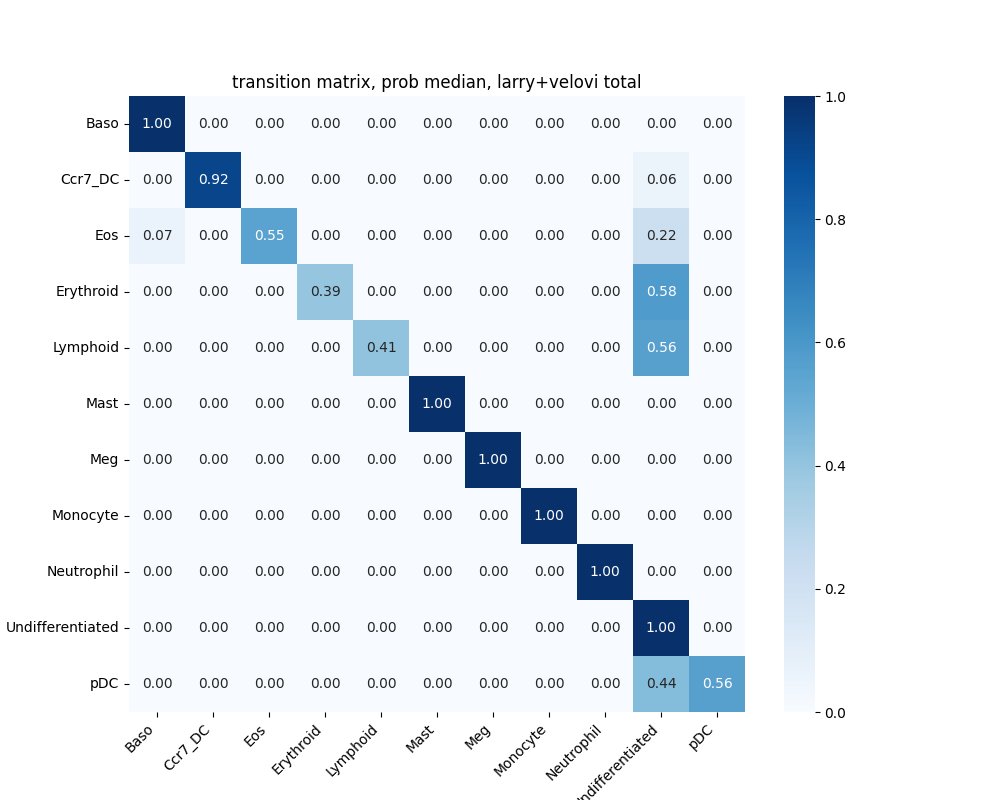 transition matrix, prob median, larry+velovi total
Baso 1.00 0.00 0.00 0.00 0.00 0.00 0.00 0.00 0.00 0.00 0.00
Ccr7_DC 0.00 0.92 0.00 0.00 0.00 0.00 0.00 0.00 0.00 0.06 0.00
Eos 0.07 0.00 0.55 0.00 0.00 0.00 0.00 0.00 0.00 0.22 0.00
Erythroid 0.00 0.00 0.00 0.39 0.00 0.00 0.00 0.00 0.00 0.58 0.00
Lymphoid 0.00 0.00 0.00 0.00 0.41 0.00 0.00 0.00 0.00 0.56 0.00
Mast 0.00 0.00 0.00 0.00 0.00 1.00 0.00 0.00 0.00 0.00 0.00
Meg 0.00 0.00 0.00 0.00 0.00 0.00 1.00 0.00 0.00 0.00 0.00
Monocyte 0.00 0.00 0.00 0.00 0.00 0.00 0.00 1.00 0.00 0.00 0.00
Neutrophil 0.00 0.00 0.00 0.00 0.00 0.00 0.00 0.00 1.00 0.00 0.00
Undifferentiated 0.00 0.00 0.00 0.00 0.00 0.00 0.00 0.00 0.00 1.00 0.00
pDC 0.00 0.00 0.00 0.00 0.00 0.00 0.00 0.00 0.00 0.44 0.56
Baso Ccr7_DC Eos Erythroid Lymphoid Mast Meg Monocyte Neutrophil ndifferentiated pDC
1.0
0.8
0.6
0.4
0.2
0.0